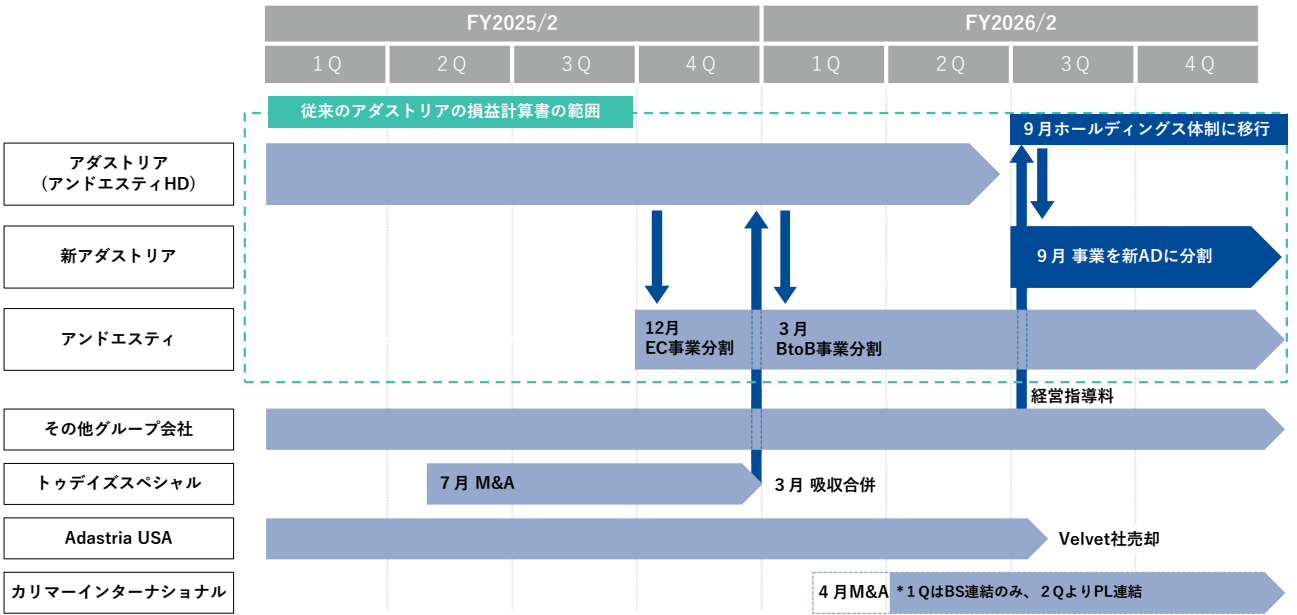 FY2025/2
FY2026/2
1Q
2Q
3Q
4Q
1Q
2Q
3Q
4Q
従来のアダストリアの損益計算書の範囲
9月ホールディングス体制に移行
アダストリア
(アンドエスティHD)
新アダストリア
9月 事業を新ADに分割
アンドエスティ
12月
EC事業分割
3月
BtoB事業分割
経営指導料
その他グループ会社
トゥデイズスペシャル
7月 M&A
3月 吸収合併
Adastria USA
Velvet社売却
カリマーインターナショナル
4月M&A
*1QはBS連結のみ、2QよりPL連結